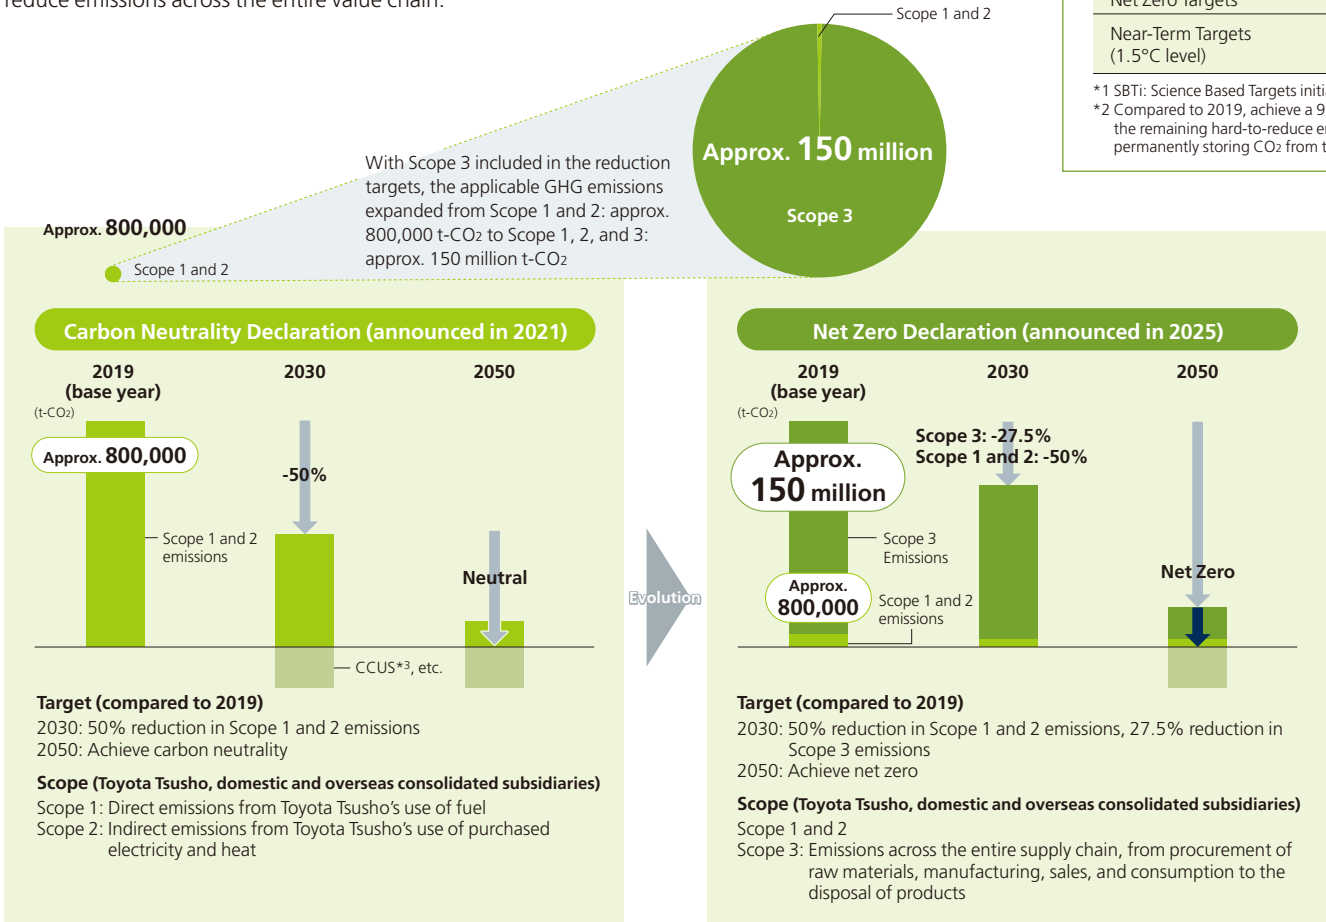 reduce emissions across the entire value chain.
Scope 1 and 2
Net Zero Targets
Near-Term Targets
(1.5°C level)
*1 SBTi: Science Based Targets
*2 Compared to 2019, achieve a 9
the remaining hard-to-reduce
permanently storing CO2 from
Approx. 150 million
Scope 3
With Scope 3 included in the reduction
targets, the applicable GHG emissions
expanded from Scope 1 and 2: approx.
800,000 t-CO2 to Scope 1, 2, and 3:
approx. 150 million t-CO2
Approx. 800,000
Scope 1 and 2
Carbon Neutrality Declaration (announced in 2021)
2019
(base year)
2030
2050
(t-CO2)
Approx. 800,000
-50%
Scope 1 and 2
emissions
Neutral
CCUS*3, etc.
Target (compared to 2019)
2030: 50% reduction in Scope 1 and 2 emissions
2050: Achieve carbon neutrality
Scope (Toyota Tsusho, domestic and overseas consolidated subsidiaries)
Scope 1: Direct emissions from Toyota Tsusho’s use of fuel
Scope 2: Indirect emissions from Toyota Tsusho’s use of purchased
electricity and heat
Evolution
Net Zero Declaration (announced in 2025)
2019
(base year)
2030
2050
(t-CO2)
Approx.
150 million
Scope 3: -27.5%
Scope 1 and 2: -50%
Scope 3
Emissions
Approx.
800,000
Scope 1 and 2
emissions
Net Zero
Target (compared to 2019)
2030: 50% reduction in Scope 1 and 2 emissions, 27.5% reduction in
Scope 3 emissions
2050: Achieve net zero
Scope (Toyota Tsusho, domestic and overseas consolidated subsidiaries)
Scope 1 and 2
Scope 3: Emissions across the entire supply chain, from procurement of
raw materials, manufacturing, sales, and consumption to the
disposal of products